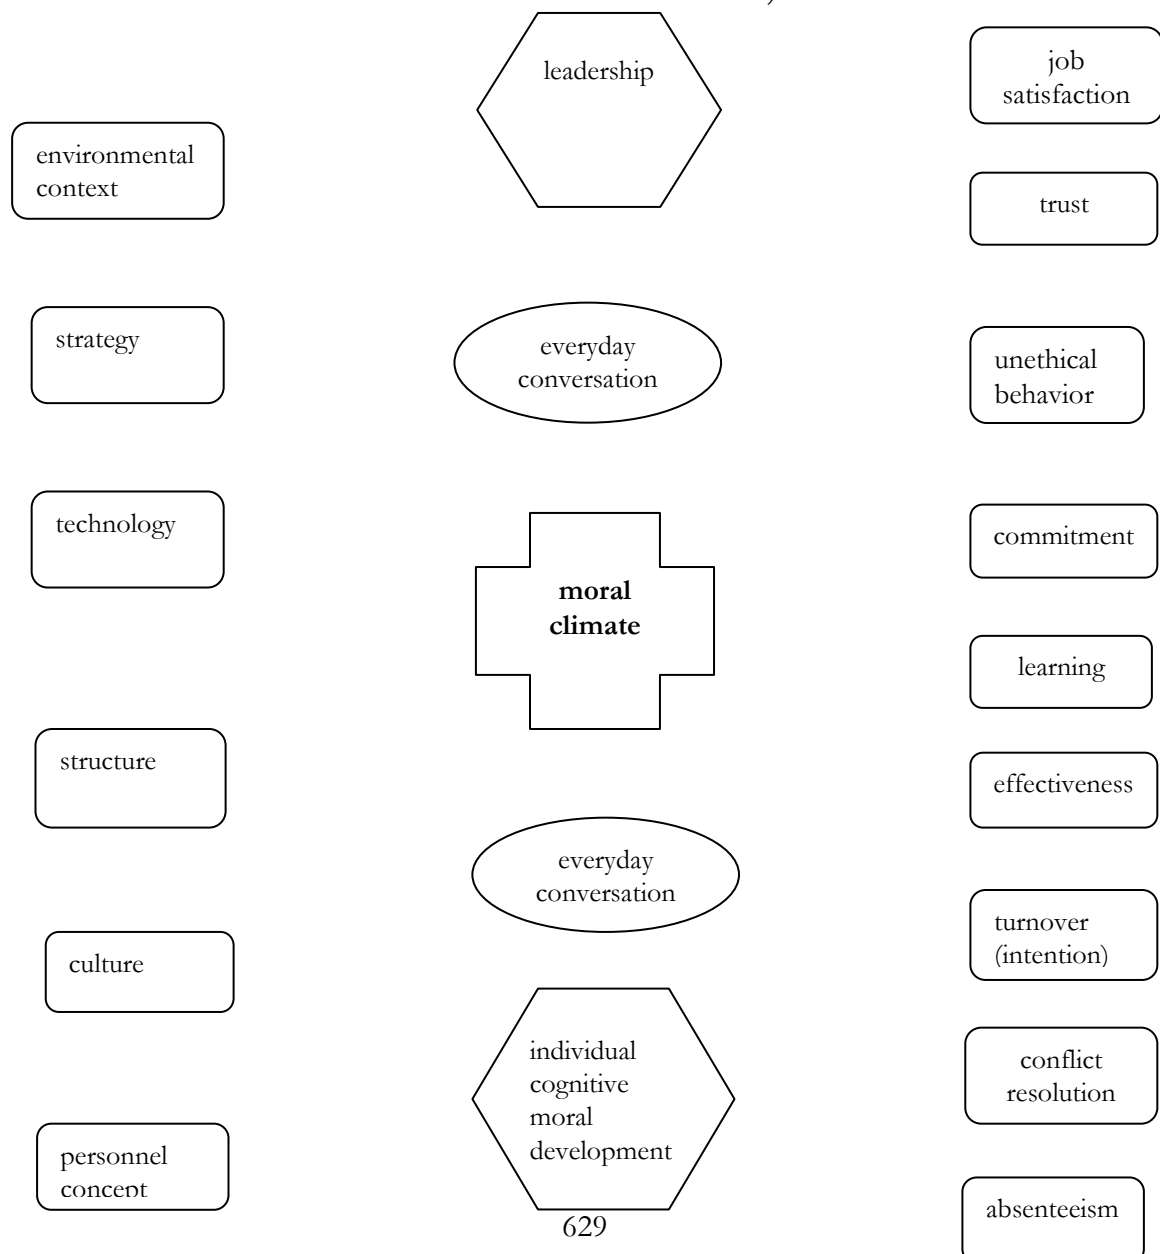 leadership
job
satisfaction
environmental
context
trust
strategy
everyday
conversation
unethical
behavior
technology
commitment
moral
climate
learning
structure
effectiveness
everyday
conversation
turnover
(intention)
culture
individual
cognitive
moral
development
conflict
resolution
personnel
concept
absenteeism
629